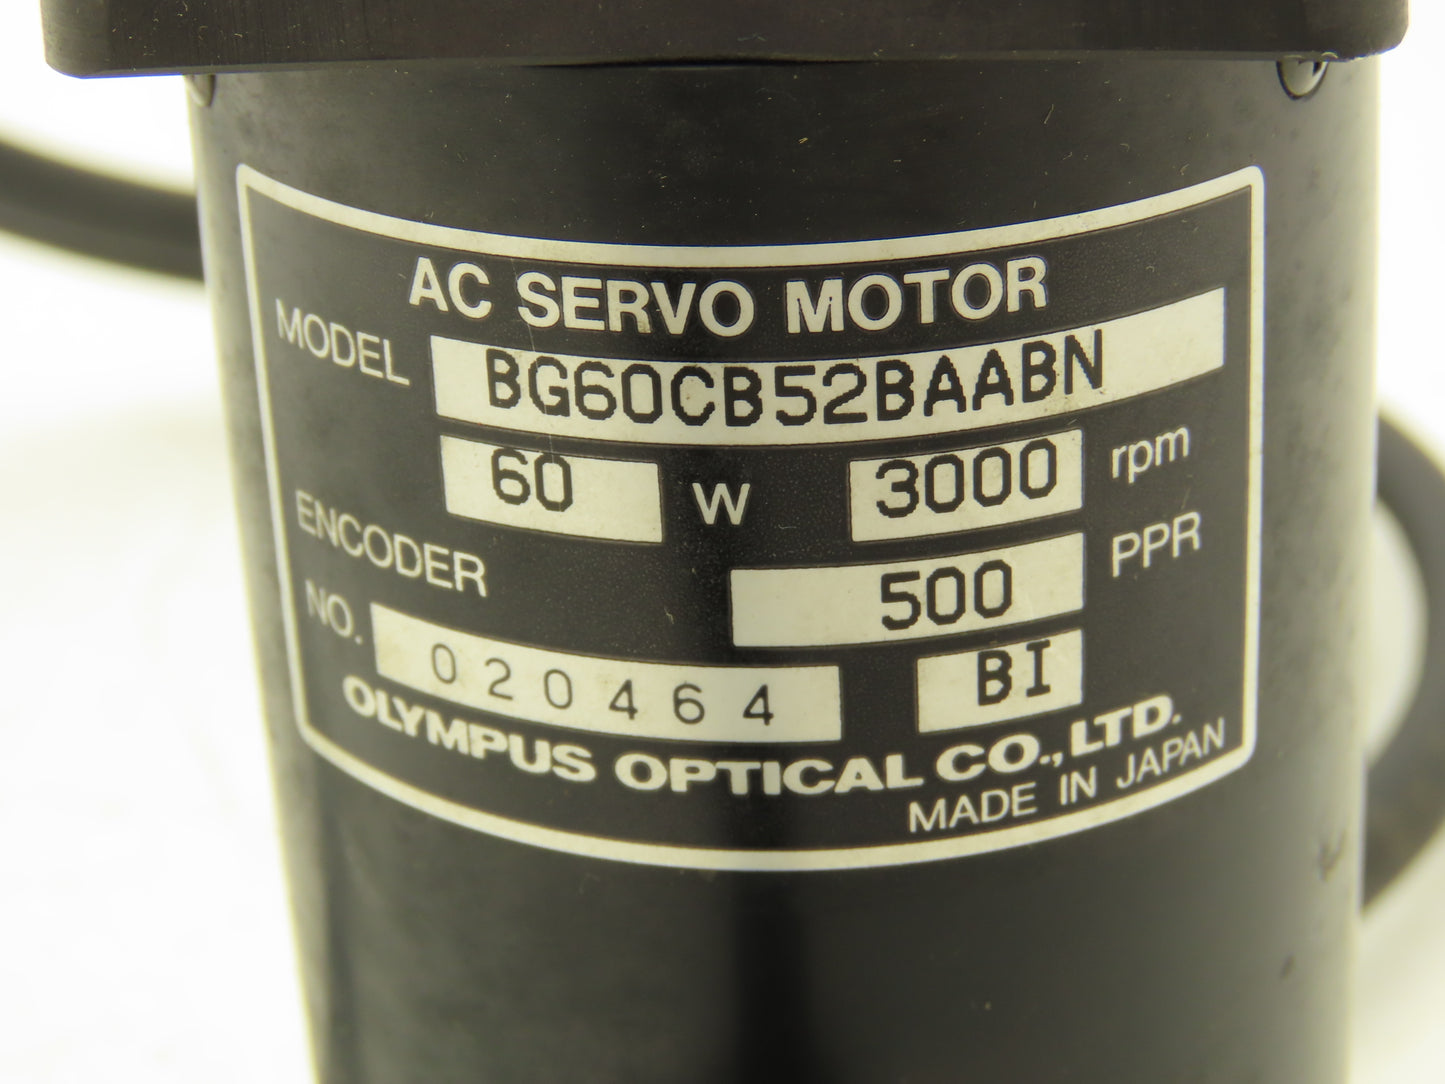 AC SERVO MOTOR
MODEL BG60CB52BAABN
60 W 3000 rpm
ENCODER 500 PPR
NO. 020464 BI
OLYMPUS OPTICAL CO.,LTD.
MADE IN JAPAN